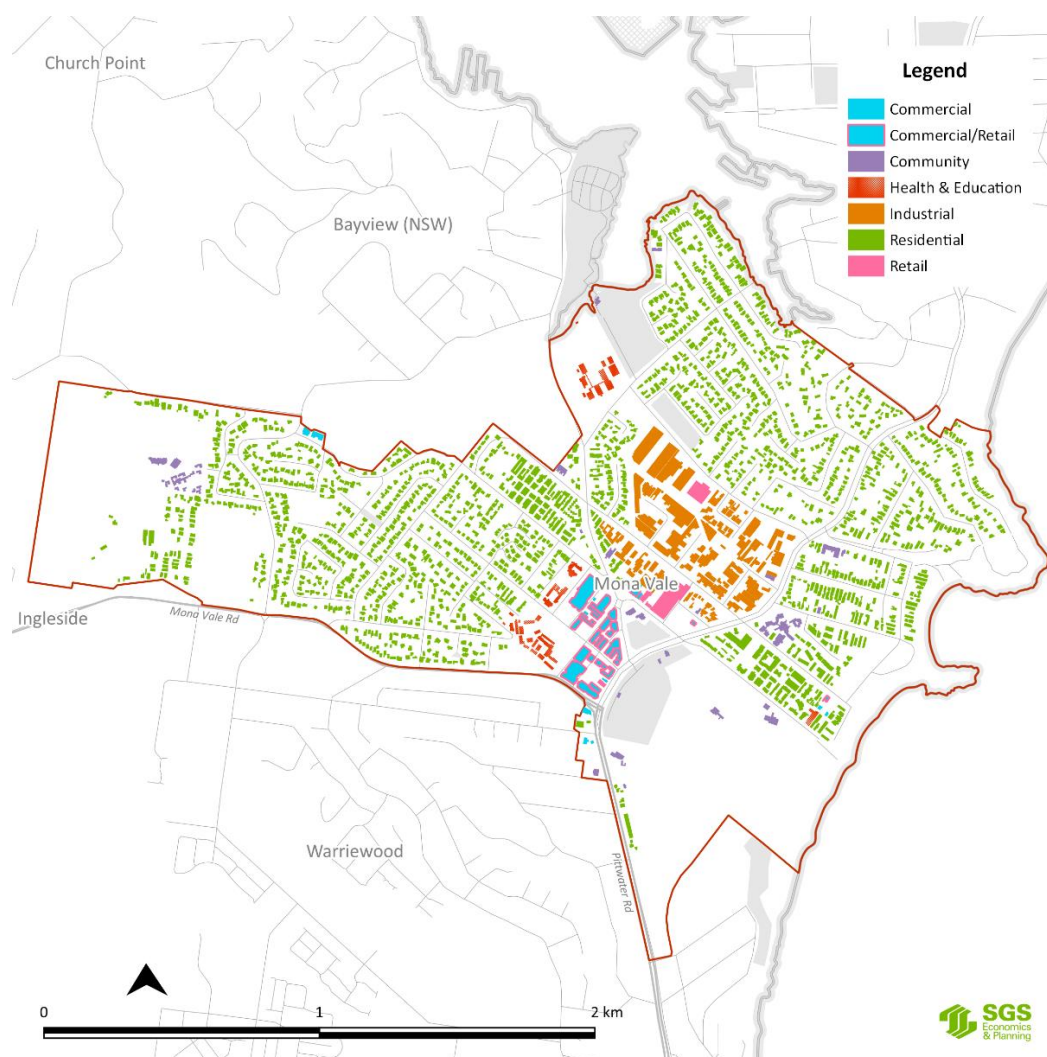 Church Point
Bayview (NSW)
Legend
Commercial
Commercial/Retail
Community
Health & Education
Industrial
Residential
Retail
Mona Vale
Ingleside
Mona Vale Rd
Warriewood
Pittwater Rd
0 1 2 km
SGS
Economics
& Planning